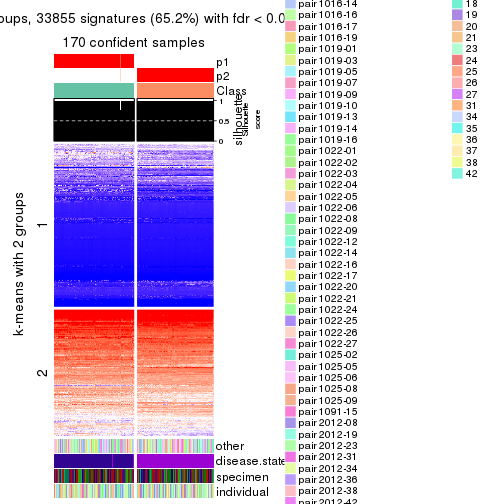 oups, 33855 signatures (65.2%) with fdr < 0.0
170 confident samples
p1
p2
Class
1
0.5
0
silhouette
score
k-means with 2 groups
1
2
other
disease.state
specimen
individual
pair1016-14
pair1016-16
pair1016-17
pair1016-19
pair1019-01
pair1019-03
pair1019-05
pair1019-07
pair1019-09
pair1019-10
pair1019-13
pair1019-14
pair1019-16
pair1022-01
pair1022-02
pair1022-03
pair1022-04
pair1022-05
pair1022-06
pair1022-08
pair1022-09
pair1022-12
pair1022-14
pair1022-16
pair1022-17
pair1022-20
pair1022-21
pair1022-24
pair1022-25
pair1022-26
pair1022-27
pair1025-02
pair1025-05
pair1025-06
pair1025-08
pair1025-09
pair1091-15
pair2012-08
pair2012-19
pair2012-23
pair2012-31
pair2012-34
pair2012-36
pair2012-38
pair2012-42
18
19
20
21
23
24
25
26
27
31
34
35
36
37
38
42